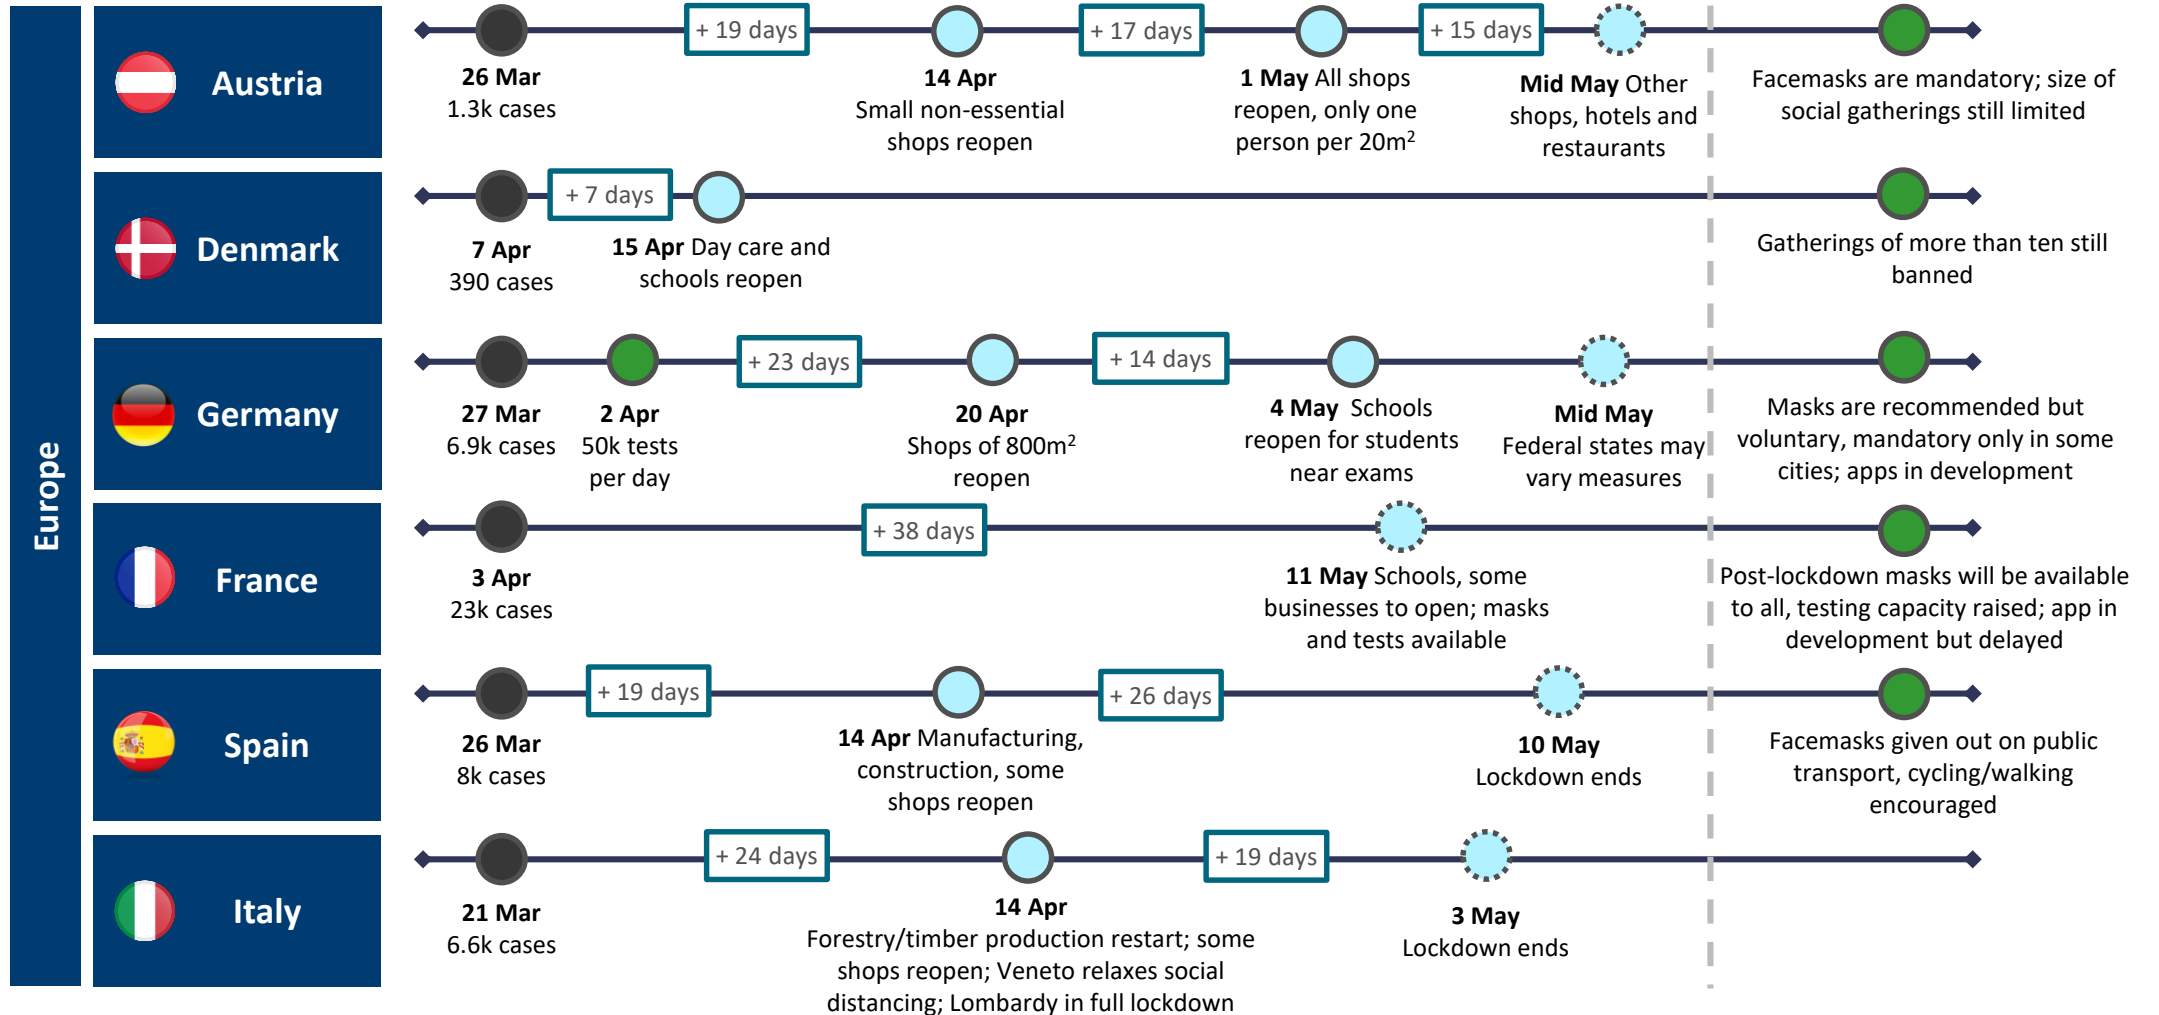 Europe
Austria
+ 19 days
+ 17 days
+ 15 days
26 Mar
1.3k cases
14 Apr
Small non-essential
shops reopen
1 May All shops
reopen, only one
person per 20m²
Mid May Other
shops, hotels and
restaurants
Facemasks are mandatory; size of
social gatherings still limited
Denmark
+ 7 days
7 Apr
390 cases
15 Apr Day care and
schools reopen
Gatherings of more than ten still
banned
Germany
+ 23 days
+ 14 days
27 Mar
6.9k cases
2 Apr
50k tests
per day
20 Apr
Shops of 800m²
reopen
4 May Schools
reopen for students
near exams
Mid May
Federal states may
vary measures
Masks are recommended but
voluntary, mandatory only in some
cities; apps in development
France
+ 38 days
3 Apr
23k cases
11 May Schools, some
businesses to open; masks
and tests available
Post-lockdown masks will be available
to all, testing capacity raised; app in
development but delayed
Spain
+ 19 days
+ 26 days
26 Mar
8k cases
14 Apr Manufacturing,
construction, some
shops reopen
10 May
Lockdown ends
Facemasks given out on public
transport, cycling/walking
encouraged
Italy
+ 24 days
+ 19 days
21 Mar
6.6k cases
14 Apr
Forestry/timber production restart; some
shops reopen; Veneto relaxes social
distancing; Lombardy in full lockdown
3 May
Lockdown ends